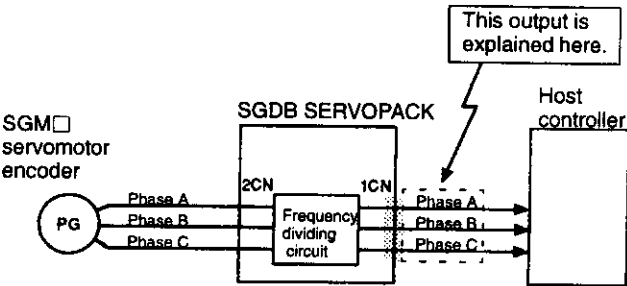 This output is
explained here.
SGDB SERVOPACK
Host
controller
SGM□
servomotor
encoder
2CN
1CN
Phase A
Phase A
PG
Phase B
Frequency
dividing
circuit
Phase B
Phase C
Phase C